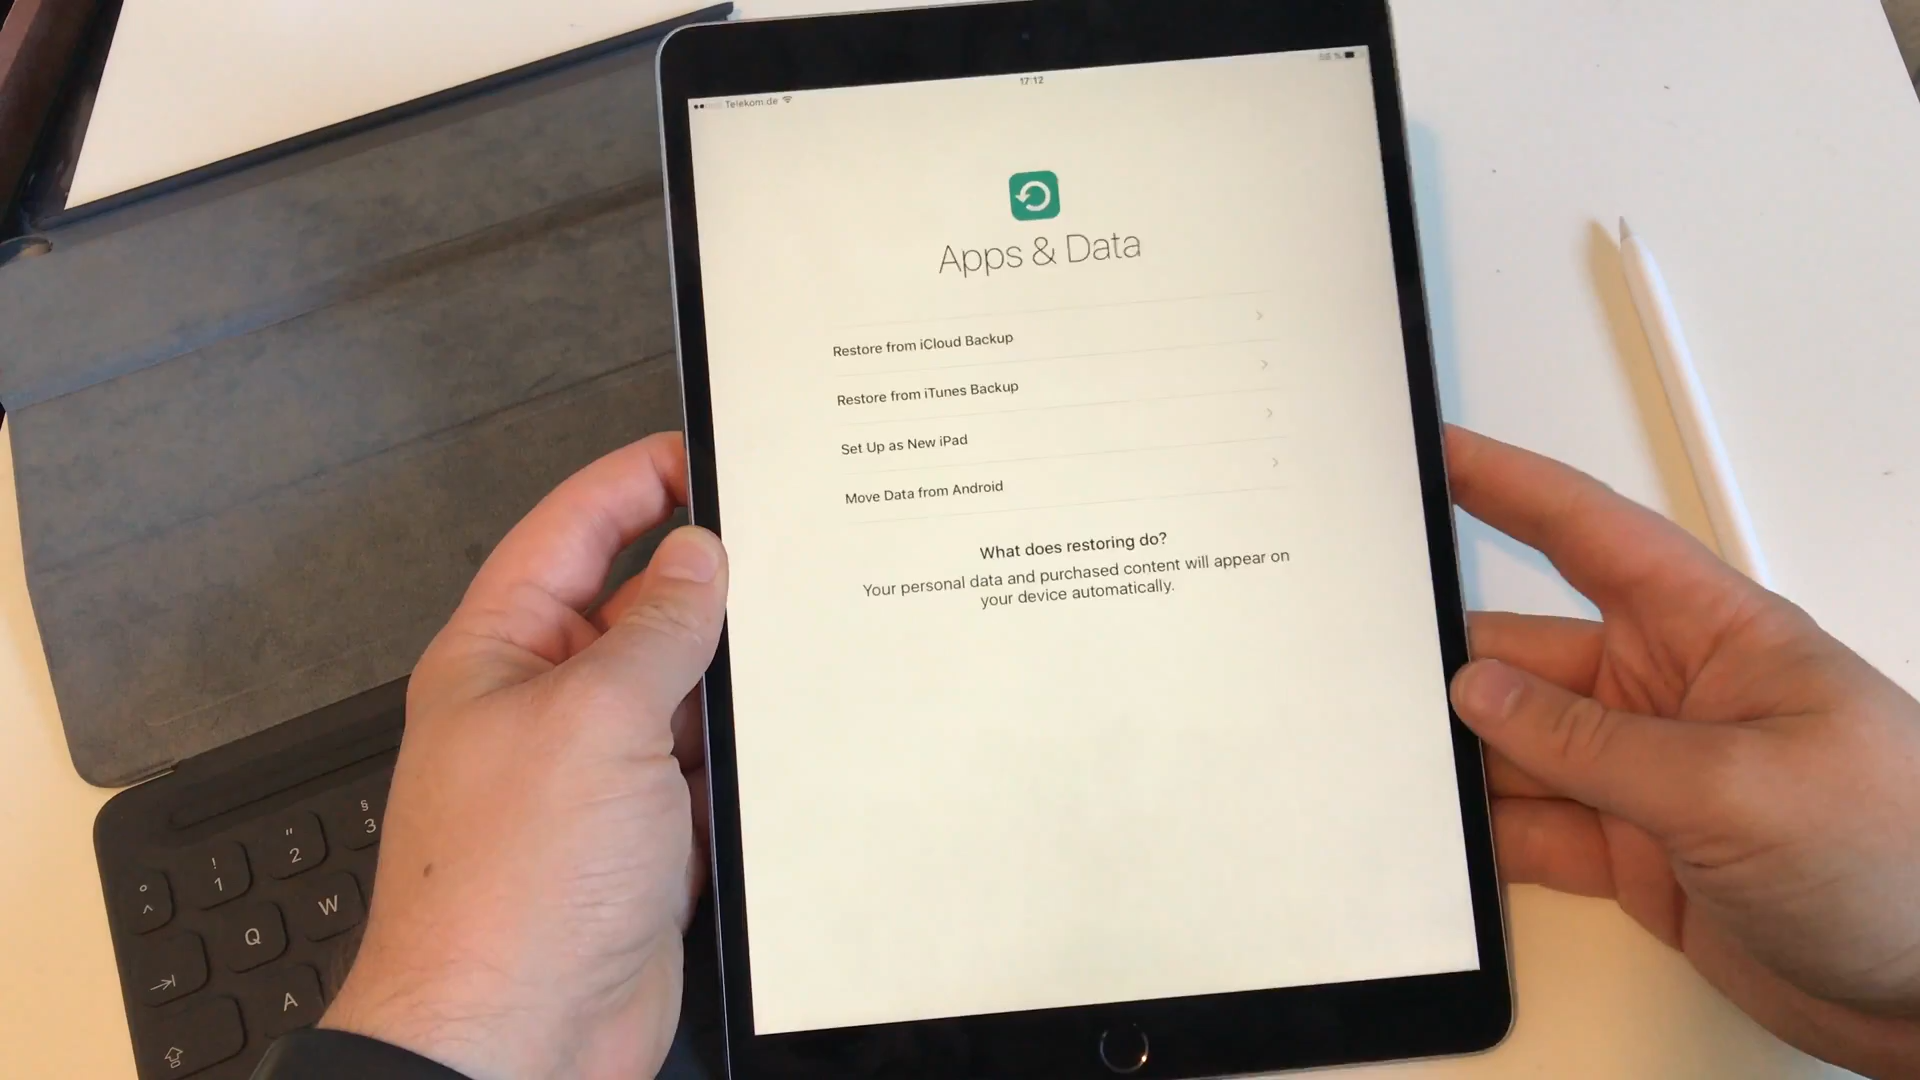 Telekom.de
17:12
Apps & Data
Restore from iCloud Backup
Restore from iTunes Backup
Set Up as New iPad
Move Data from Android
What does restoring do?
Your personal data and purchased content will appear on
your device automatically.
§
3
"
2
!
1
°
^
W
Q
A